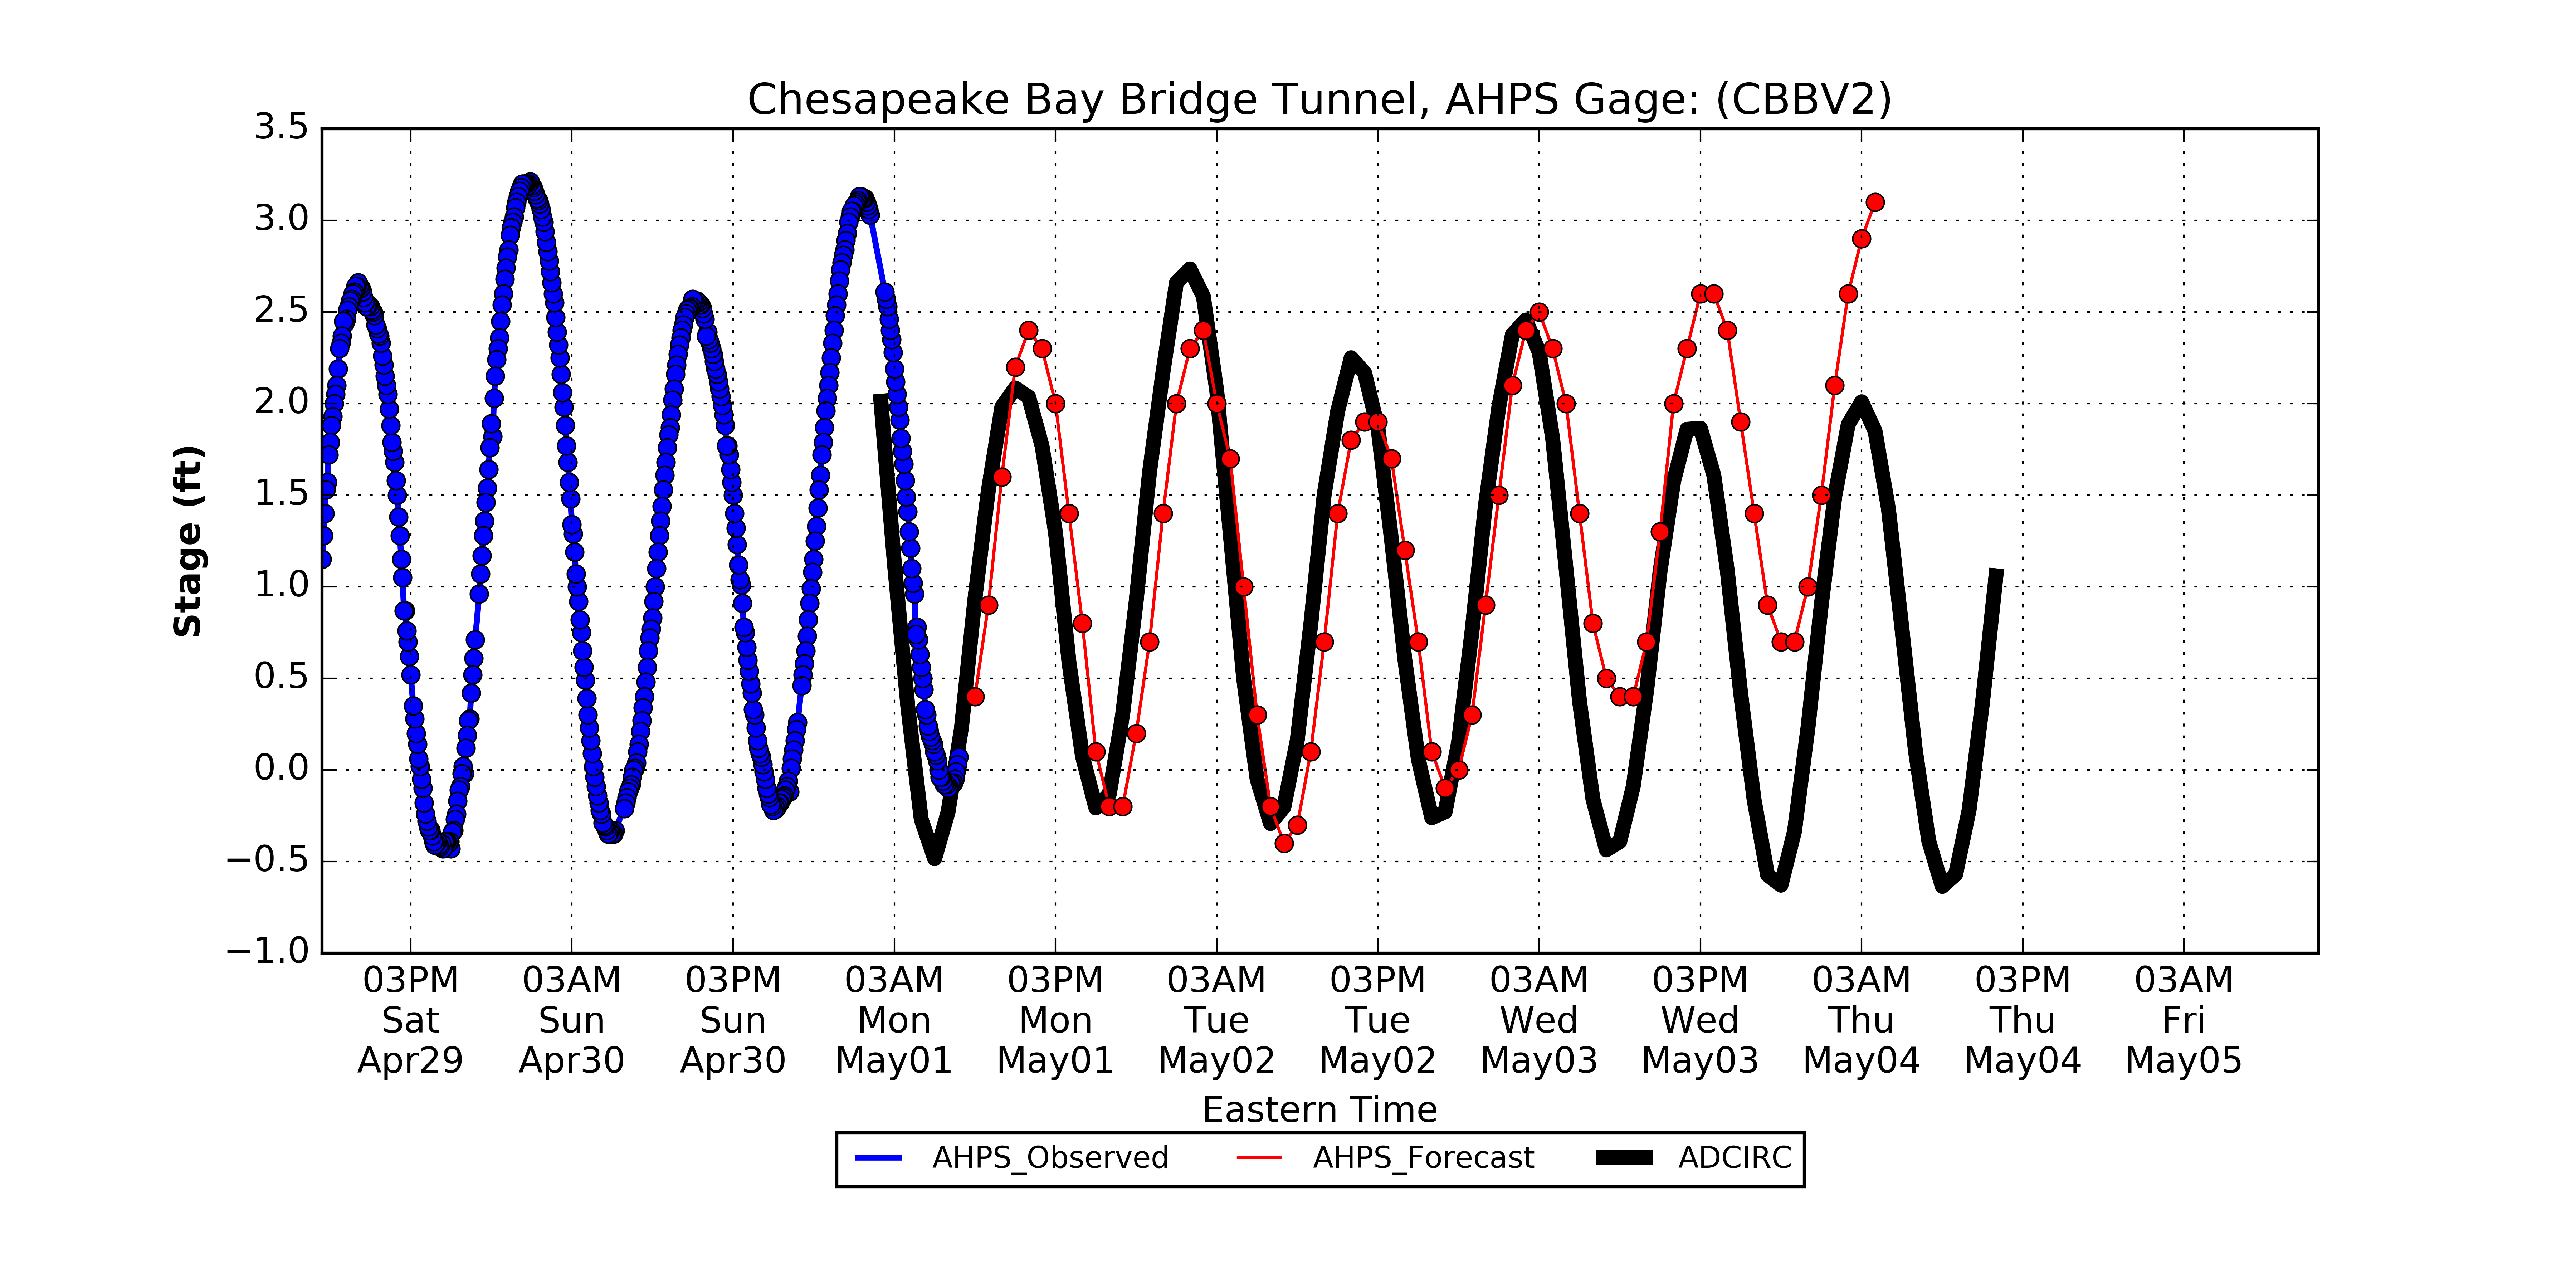 Chesapeake Bay Bridge Tunnel, AHPS Gage: (CBBV2)
3.5
3.0
2.5
2.0
1.5
1.0
0.5
0.0
−0.5
−1.0
Stage (ft)
03PM 03AM 03PM 03AM 03PM 03AM 03PM 03AM 03PM 03AM 03PM 03AM
Sat Sun Sun Mon Mon Tue Tue Wed Wed Thu Thu Fri
Apr29 Apr30 Apr30 May01 May01 May02 May02 May03 May03 May04 May04 May05
Eastern Time
AHPS_Observed AHPS_Forecast ADCIRC